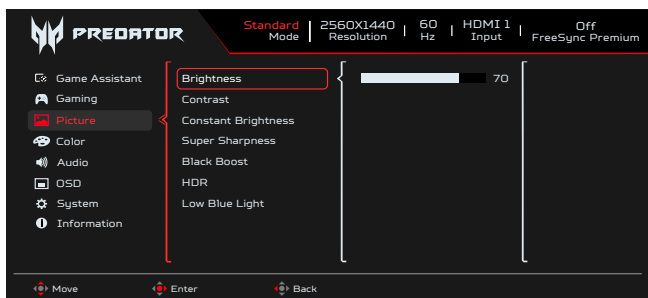 PREDATOR
Standard Mode
2560X1440 Resolution
60 Hz
HDMI 1 Input
Off FreeSync Premium
Game Assistant
Gaming
Picture
Color
Audio
OSD
System
Information
Brightness
Contrast
Constant Brightness
Super Sharpness
Black Boost
HDR
Low Blue Light
70
Move
Enter
Back